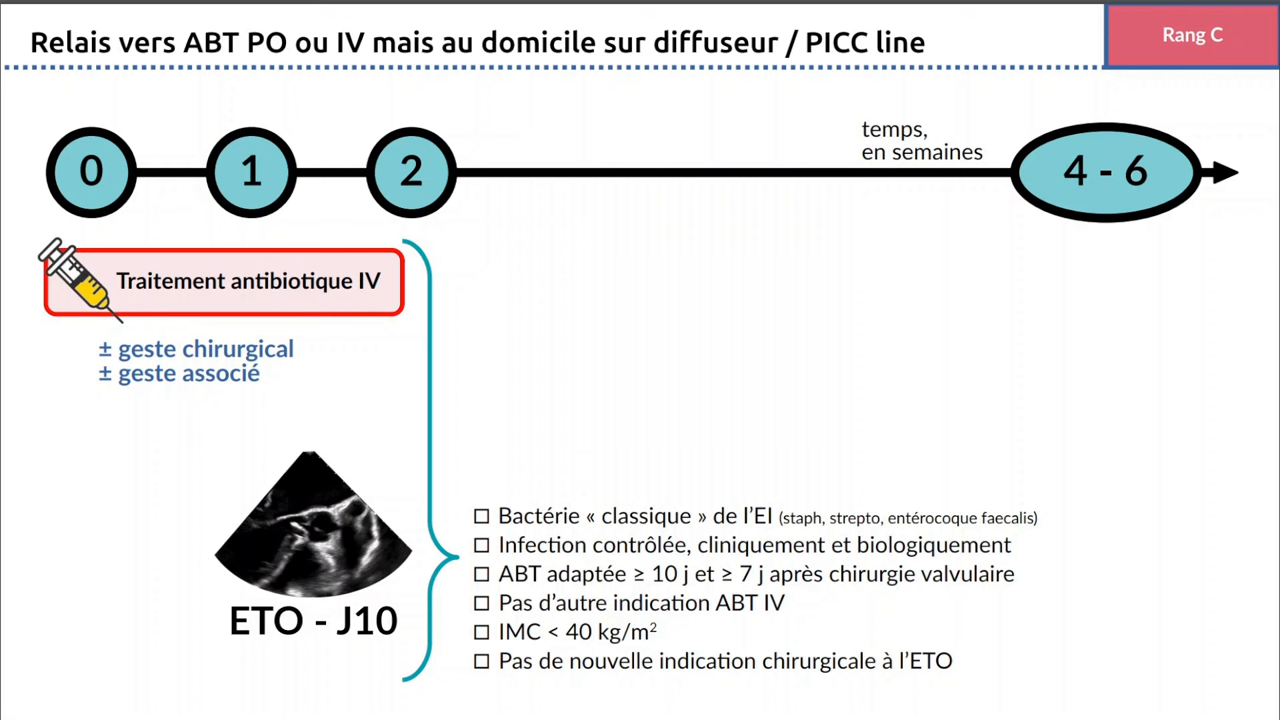 Relais vers ABT PO ou IV mais au domicile sur diffuseur / PICC line
Rang C
temps,
en semaines
0
1
2
4 - 6
Traitement antibiotique IV
± geste chirurgical
± geste associé
ETO - J10
Bactérie « classique » de l'EI (staph, strepto, entérocoque faecalis)
Infection contrôlée, cliniquement et biologiquement
ABT adaptée ≥ 10 j et ≥ 7 j après chirurgie valvulaire
Pas d'autre indication ABT IV
IMC < 40 kg/m²
Pas de nouvelle indication chirurgicale à l'ETO